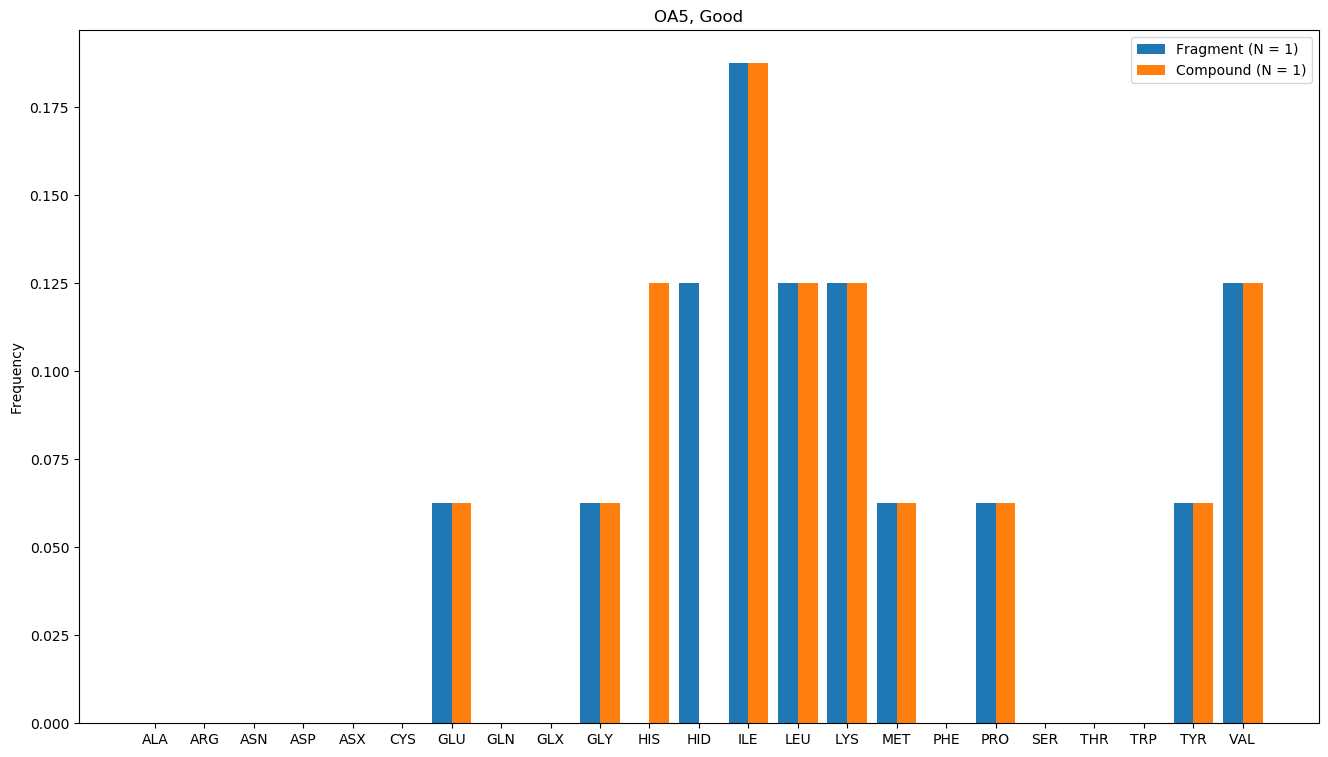 OA5, Good
Fragment (N = 1)
Compound (N = 1)
Frequency
0.175
0.150
0.125
0.100
0.075
0.050
0.025
0.000
ALA ARG ASN ASP ASX CYS GLU GLN GLX GLY HIS HID ILE LEU LYS MET PHE PRO SER THR TRP TYR VAL